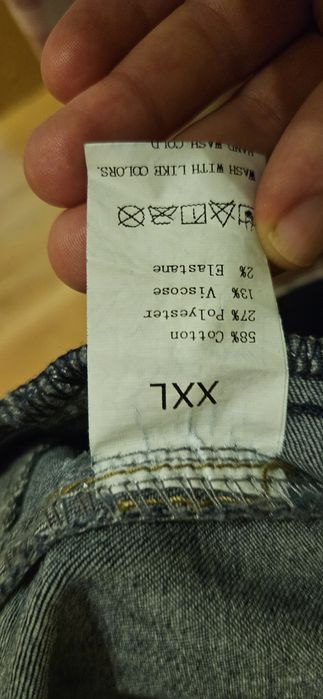 XXL
58% Cotton
27% Polyester
13% Viscose
2% Elastane
WASH WITH LIKE COLORS.
HAND WASH COLD